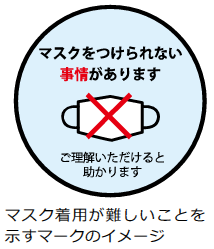 マスクをつけられない
事情があります
ご理解いただけると
助かります
マスク着用が難しいことを
示すマークのイメージ